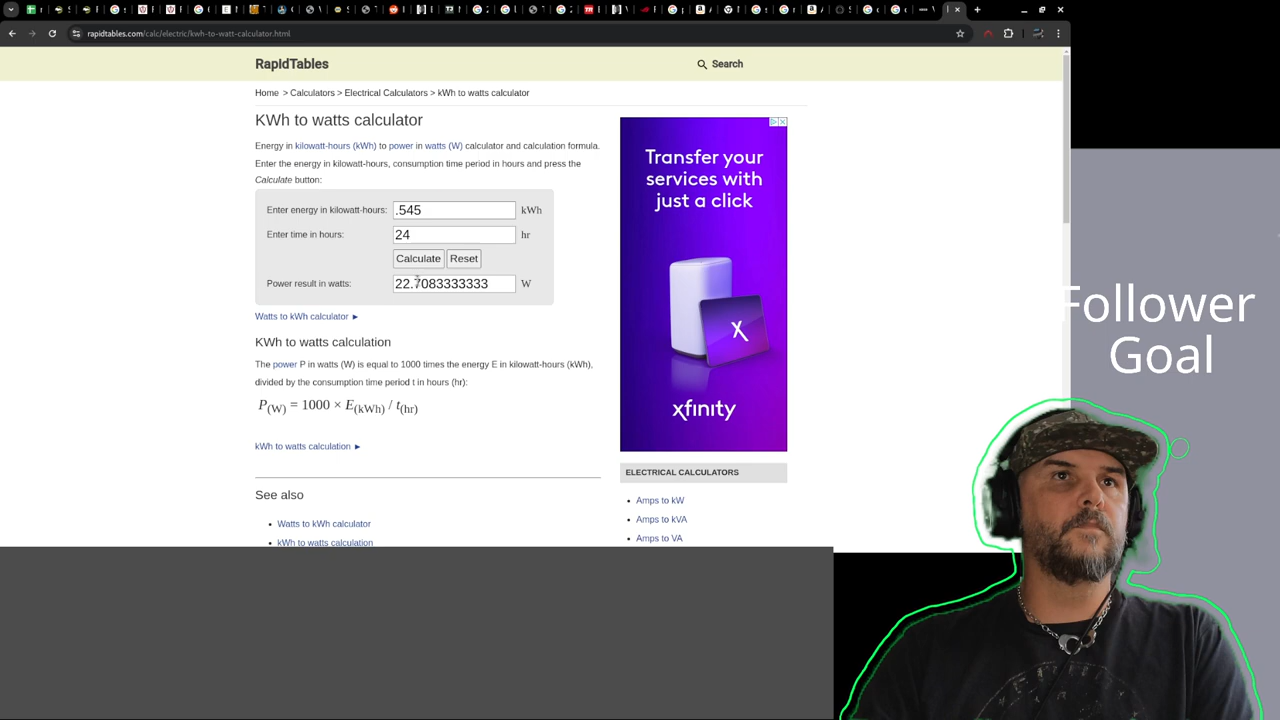 rapidtables.com/calc/electric/kwh-to-watt-calculator.html
RapidTables
Search
Home > Calculators > Electrical Calculators > kWh to watts calculator
KWh to watts calculator
Energy in kilowatt-hours (kWh) to power in watts (W) calculator and calculation formula.
Enter the energy in kilowatt-hours, consumption time period in hours and press the
Calculate button:
Enter energy in kilowatt-hours: .545 kWh
Enter time in hours: 24 hr
Calculate Reset
Power result in watts: 22.7083333333 W
Watts to kWh calculator ►
KWh to watts calculation
The power P in watts (W) is equal to 1000 times the energy E in kilowatt-hours (kWh),
divided by the consumption time period t in hours (hr):
P(W) = 1000 × E(kWh) / t(hr)
kWh to watts calculation ►
See also
• Watts to kWh calculator
• kWh to watts calculation
Transfer your
services with
just a click
X
xfinity
ELECTRICAL CALCULATORS
• Amps to kW
• Amps to kVA
• Amps to VA
Follower
Goal